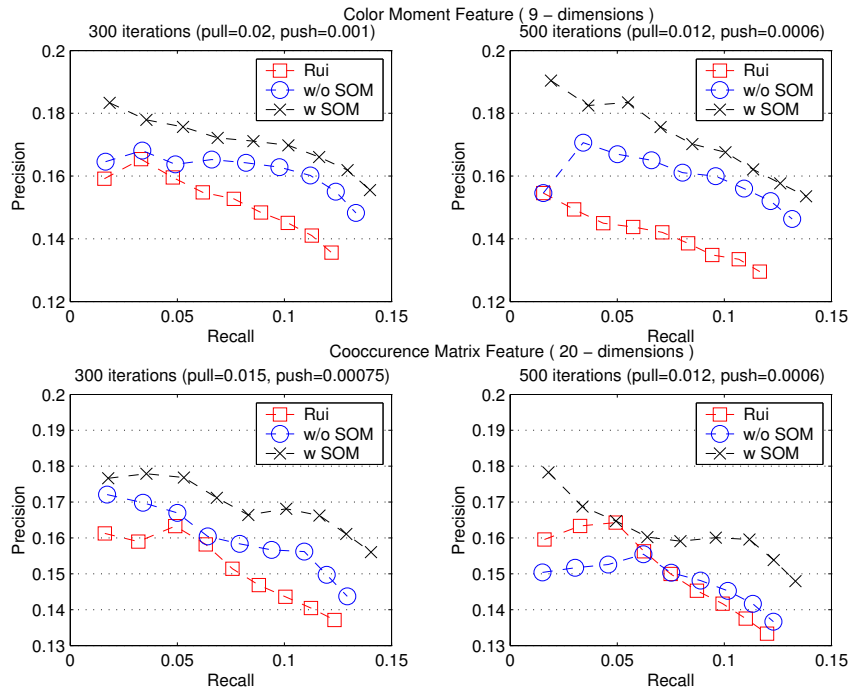 Color Moment Feature ( 9 − dimensions )
300 iterations (pull=0.02, push=0.001)
500 iterations (pull=0.012, push=0.0006)
0.2
0.18
0.16
0.14
0.12
Precision
0
0.05
0.1
0.15
Recall
Rui
w/o SOM
w SOM
0.2
0.18
0.16
0.14
0.12
Precision
0
0.05
0.1
0.15
Recall
Rui
w/o SOM
w SOM
Cooccurence Matrix Feature ( 20 − dimensions )
300 iterations (pull=0.015, push=0.00075)
500 iterations (pull=0.012, push=0.0006)
0.2
0.19
0.18
0.17
0.16
0.15
0.14
0.13
Precision
0
0.05
0.1
0.15
Recall
Rui
w/o SOM
w SOM
0.2
0.19
0.18
0.17
0.16
0.15
0.14
0.13
Precision
0
0.05
0.1
0.15
Recall
Rui
w/o SOM
w SOM